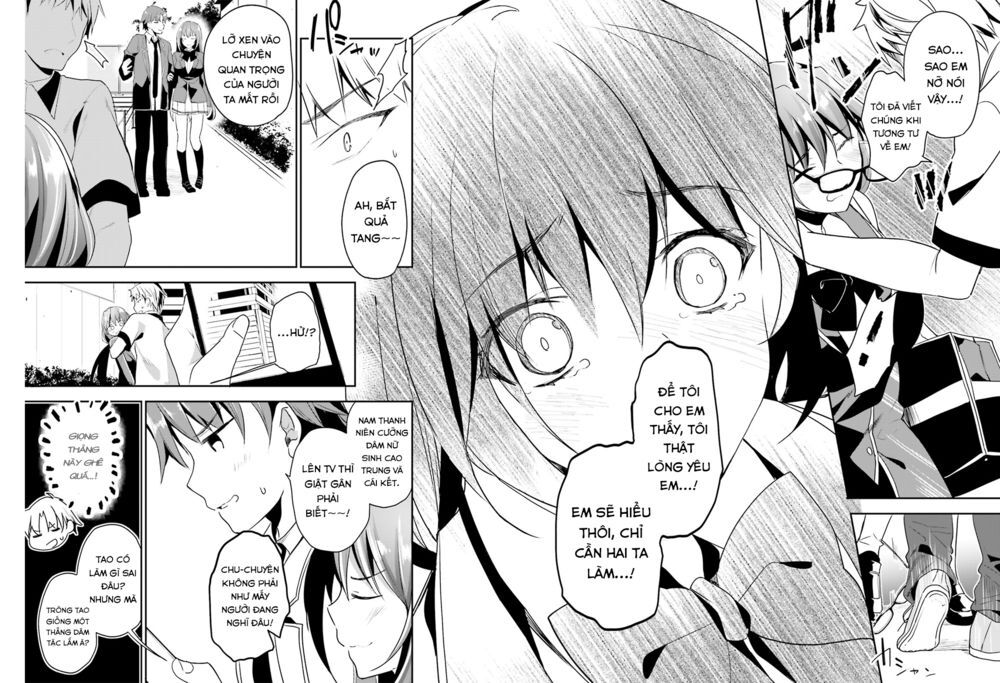 SAO...
SAO EM
NỠ NÓI
VẬY...!
TÔI ĐÃ VIẾT
CHÚNG KHI
TƯƠNG TƯ
VỀ EM!
ĐỂ TÔI
CHO EM
THẤY, TÔI
THẬT
LÒNG YÊU
EM...!
EM SẼ HIỂU
THÔI, CHỈ
CẦN HAI TA
LÀM...!
ガシャン
AH, BẮT
QUẢ
TANG~~
LỠ XEN VÀO
CHUYỆN
QUAN TRỌNG
CỦA NGƯỜI
TA MẤT RỒI
...HỬ!?
NAM THANH
NIÊN CƯỠNG
DÂM NỮ
SINH CAO
TRUNG VÀ
CÁI KẾT.
LÊN TV THÌ
GIẬT GÂN PHẢI
BIẾT~~!
CHU-CHUYỆN
KHÔNG PHẢI
NHƯ MẤY
NGƯỜI ĐANG
NGHĨ ĐÂU!
GIỌNG
THẰNG
NÀY GHÊ
QUÁ...!
TAO CÓ
LÀM GÌ SAI
ĐÂU?
NHƯNG MÀ
TRÔNG TAO
GIỐNG MỘT
THẰNG DÂM
TẶC LẮM À?